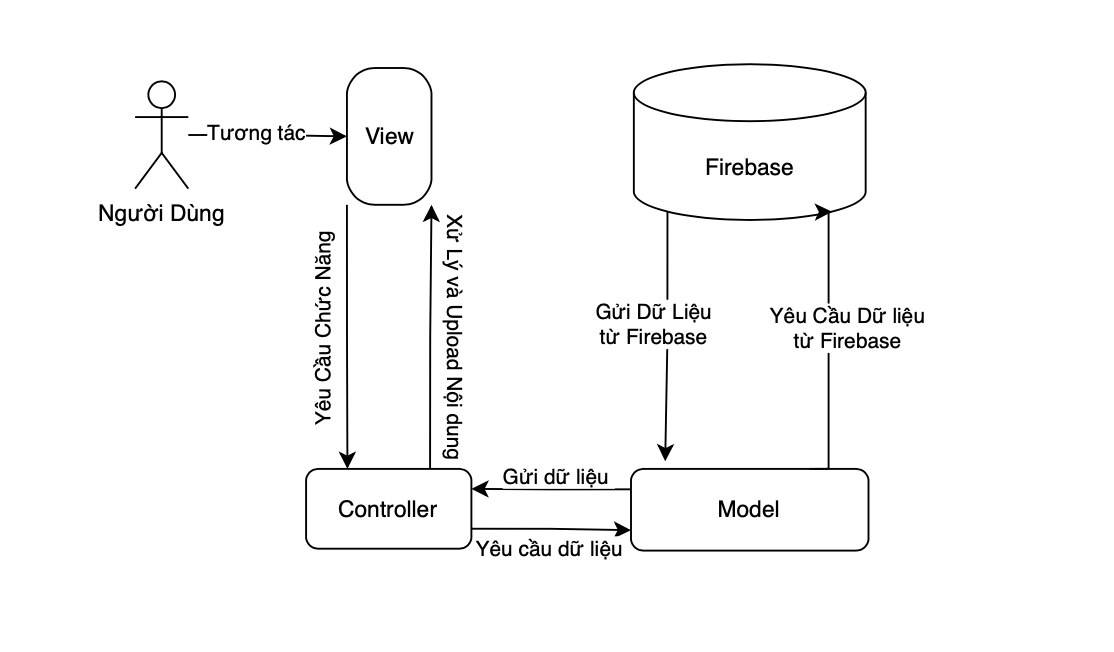 Tương tác
View
Firebase
Người Dùng
Yêu Cầu Chức Năng
Xử Lý và Upload Nội dung
Gửi Dữ Liệu
từ Firebase
Yêu Cầu Dữ liệu
từ Firebase
Controller
Gửi dữ liệu
Yêu cầu dữ liệu
Model